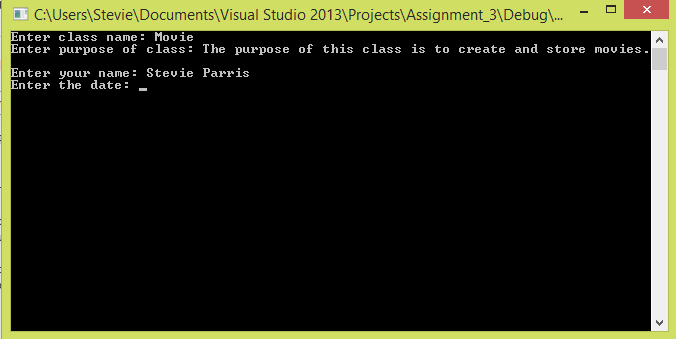 C:\Users\Stevie\Documents\Visual Studio 2013\Projects\Assignment_3\Debug\...
Enter class name: Movie
Enter purpose of class: The purpose of this class is to create and store movies.
Enter your name: Stevie Parris
Enter the date: _